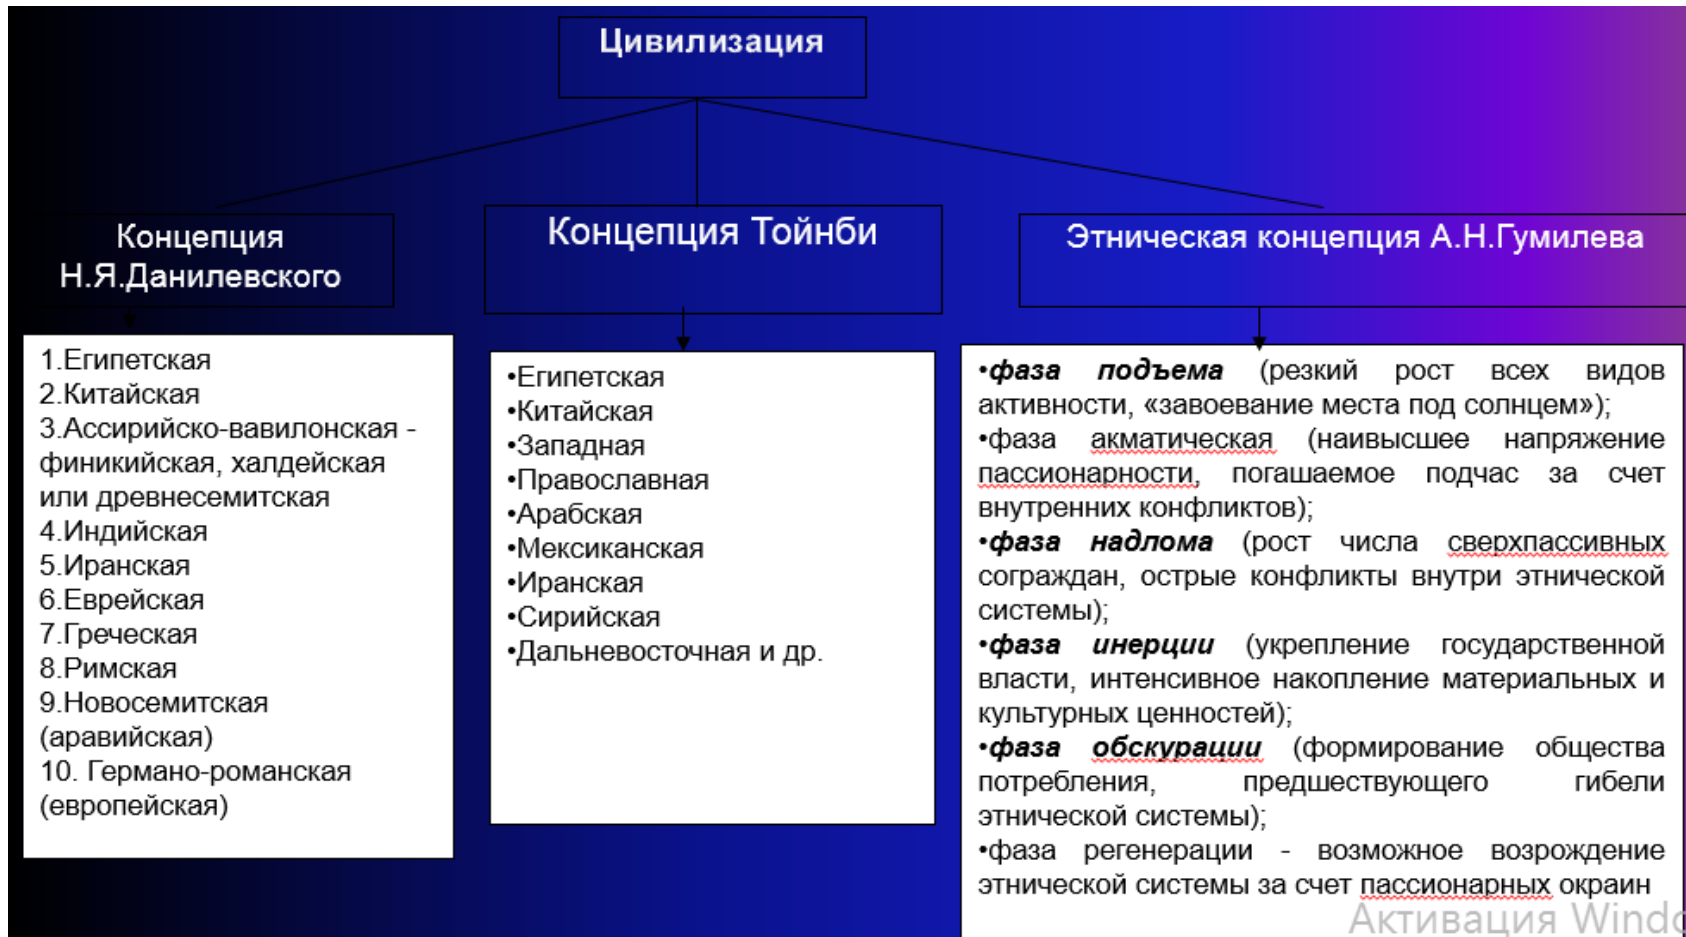 Цивилизация
Концепция
Н.Я.Данилевского
1.Египетская
2.Китайская
3.Ассирийско-вавилонская -
финикийская, халдейская
или древнесемитская
4.Индийская
5.Иранская
6.Еврейская
7.Греческая
8.Римская
9.Новосемитская
(аравийская)
10. Германо-романская
(европейская)
Концепция Тойнби
•Египетская
•Китайская
•Западная
•Православная
•Арабская
•Мексиканская
•Иранская
•Сирийская
•Дальневосточная и др.
Этническая концепция А.Н.Гумилева
•фаза подъема (резкий рост всех видов
активности, «завоевание места под солнцем»);
•фаза акматическая (наивысшее напряжение
пассионарности, погашаемое подчас за счет
внутренних конфликтов);
•фаза надлома (рост числа сверхпассивных
сограждан, острые конфликты внутри этнической
системы);
•фаза инерции (укрепление государственной
власти, интенсивное накопление материальных и
культурных ценностей);
•фаза обскурации (формирование общества
потребления, предшествующего гибели
этнической системы);
•фаза регенерации - возможное возрождение
этнической системы за счет пассионарных окраин
Активация Windo